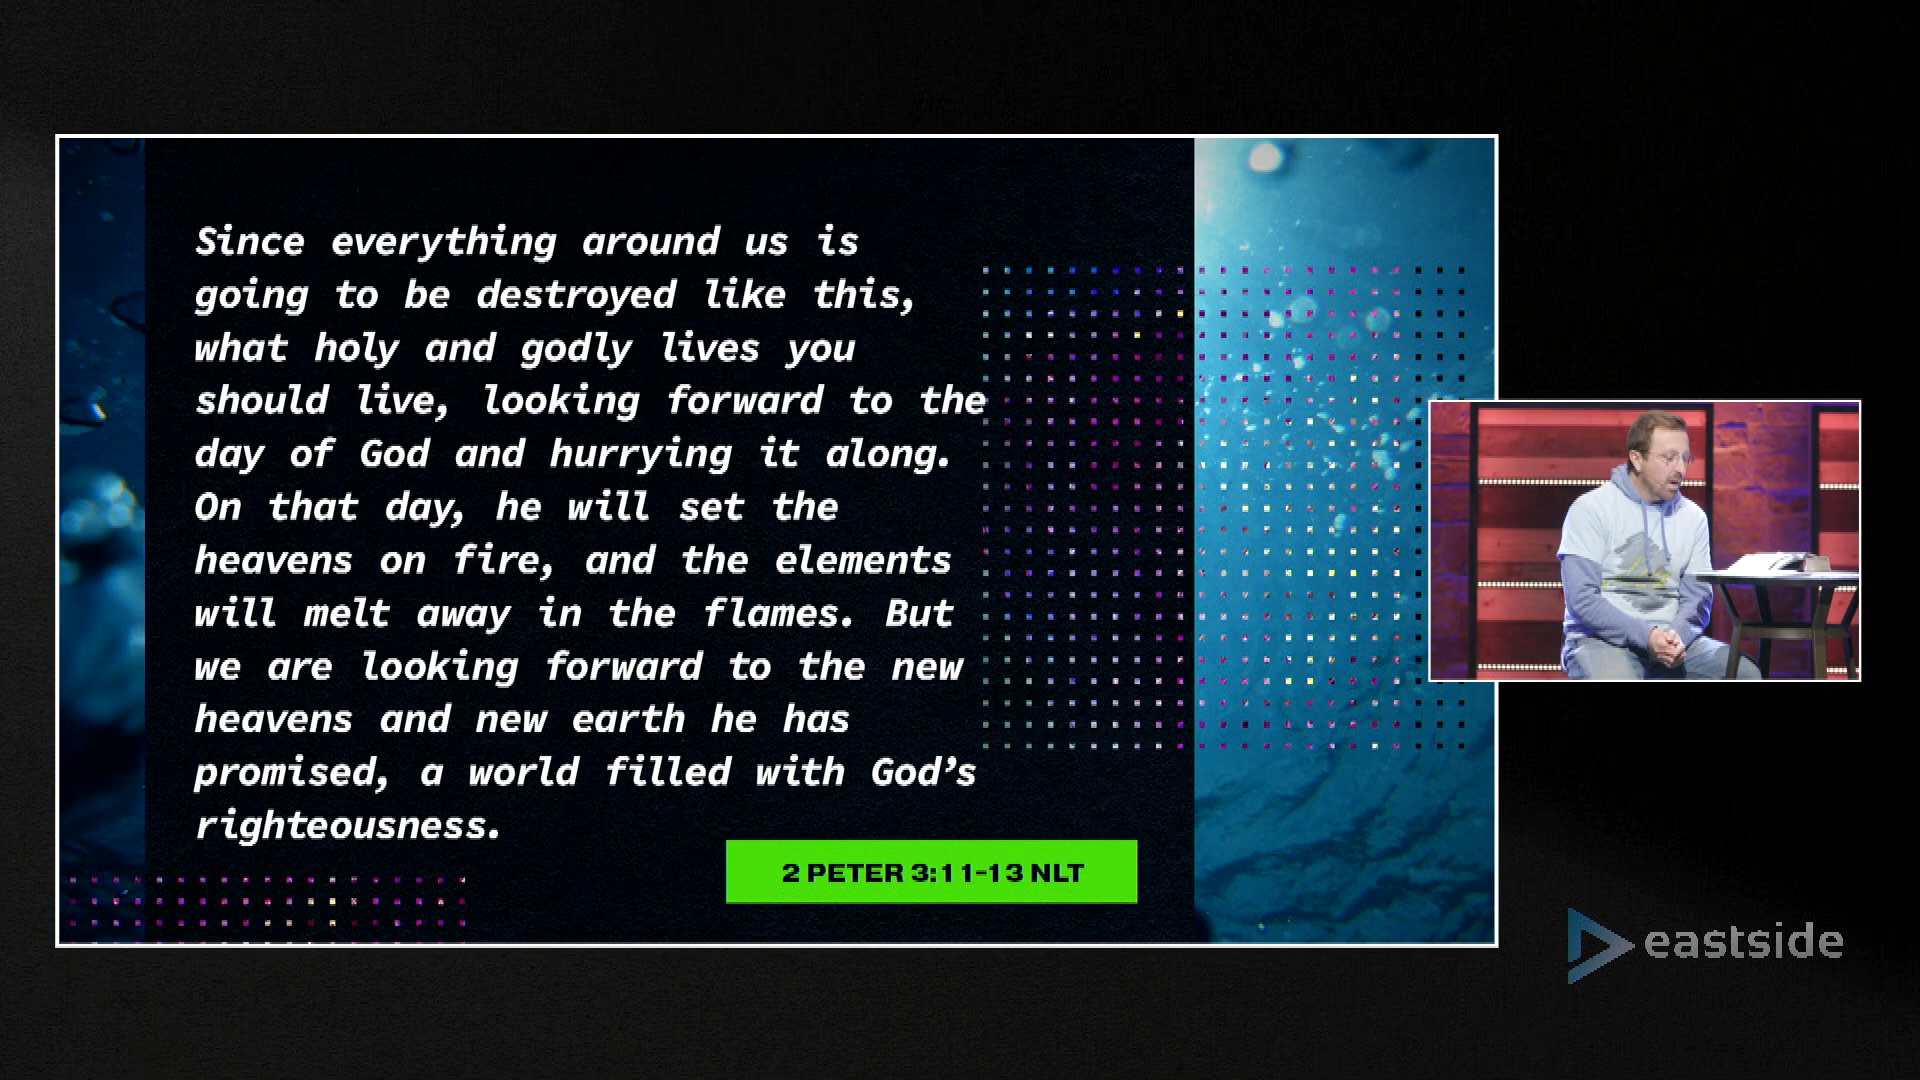 Since everything around us is
going to be destroyed like this,
what holy and godly lives you
should live, looking forward to the
day of God and hurrying it along.
On that day, he will set the
heavens on fire, and the elements
will melt away in the flames. But
we are looking forward to the new
heavens and new earth he has
promised, a world filled with God’s
righteousness.
2 PETER 3:11-13 NLT
eastside